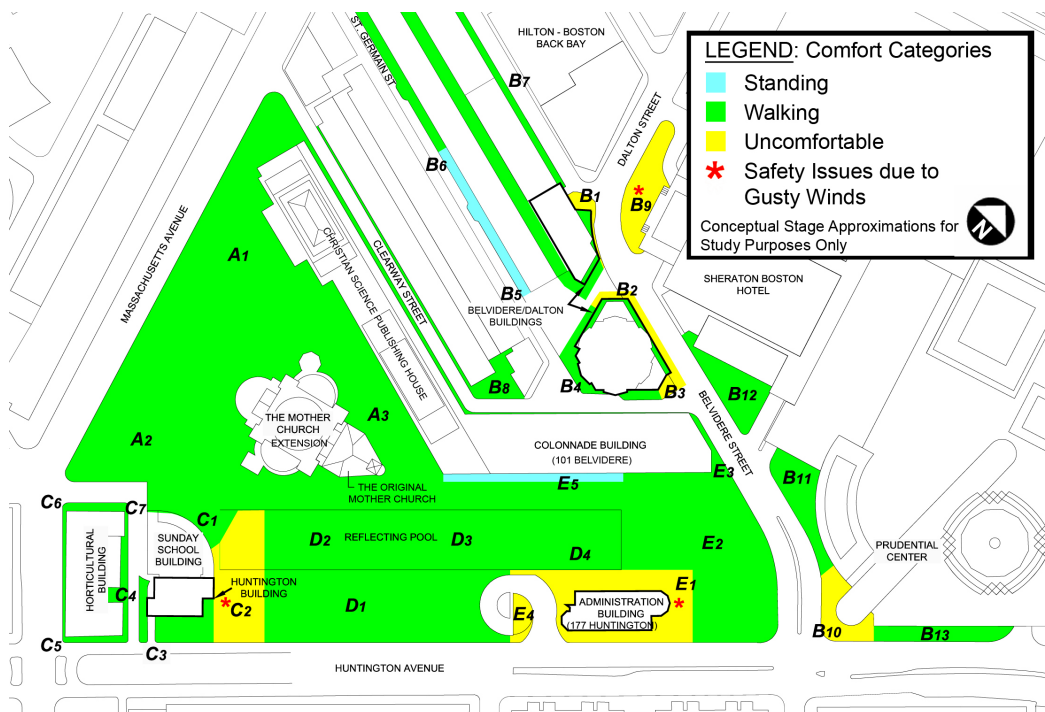 ST. GERMAIN ST.
HILTON - BOSTON
BACK BAY
B7
DALTON STREET
LEGEND: Comfort Categories
Standing
Walking
Uncomfortable
* Safety Issues due to
Gusty Winds
Conceptual Stage Approximations for
Study Purposes Only
N
B6
B1
*
B9
MASSACHUSETTS AVENUE
A1
CHRISTIAN SCIENCE PUBLISHING HOUSE
CLEARWAY STREET
B5
BELVIDERE/DALTON
BUILDINGS
B2
SHERATON BOSTON
HOTEL
B8
B4
B3
B12
BELVIDERE STREET
A2
THE MOTHER
CHURCH
EXTENSION
A3
COLONNADE BUILDING
(101 BELVIDERE)
E3
B11
THE ORIGINAL
MOTHER CHURCH
E5
C6
C7
C1
SUNDAY
SCHOOL
BUILDING
D2
REFLECTING POOL
D3
D4
E2
PRUDENTIAL
CENTER
HORTICULTURAL
BUILDING
C4
HUNTINGTON
BUILDING
*
C2
D1
E4
ADMINISTRATION
BUILDING
(177 HUNTINGTON)
E1
*
B10
B13
C5
C3
HUNTINGTON AVENUE